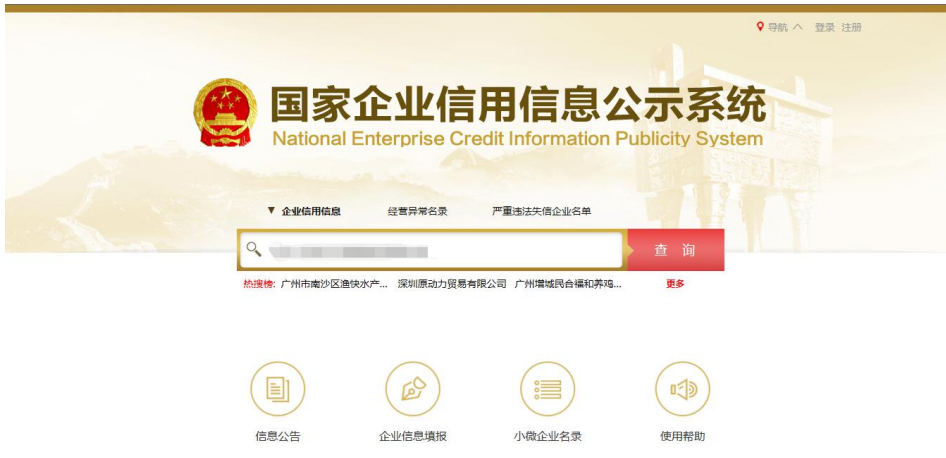 导航 登录 注册
国家企业信用信息公示系统
National Enterprise Credit Information Publicity System
▼ 企业信用信息 经营异常名录 严重违法失信企业名单
查 询
热搜榜: 广州市南沙区渔快水产... 深圳原动力贸易有限公司 广州增城民合福和养鸡... 更多
信息公告 企业信息填报 小微企业名录 使用帮助